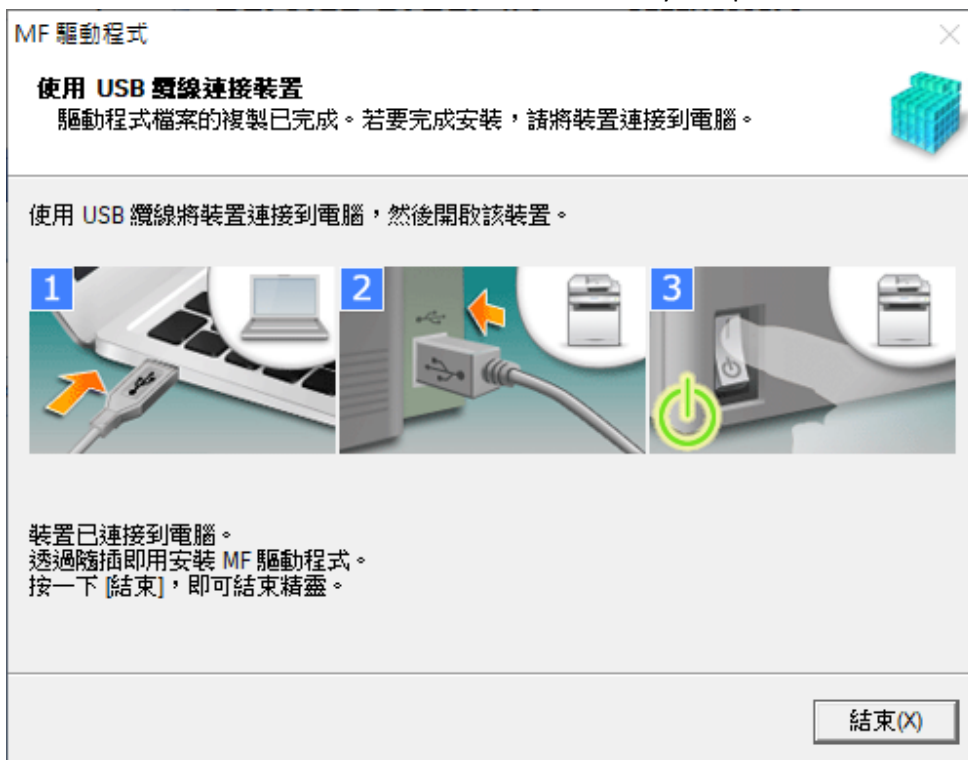 MF 驅動程式
使用 USB 纜線連接裝置
驅動程式檔案的複製已完成。若要完成安裝，請將裝置連接到電腦。
使用 USB 纜線將裝置連接到電腦，然後開啟該裝置。
1
2
3
裝置已連接到電腦。
透過隨插即用安裝 MF 驅動程式。
按一下 [結束]，即可結束精靈。
結束(X)